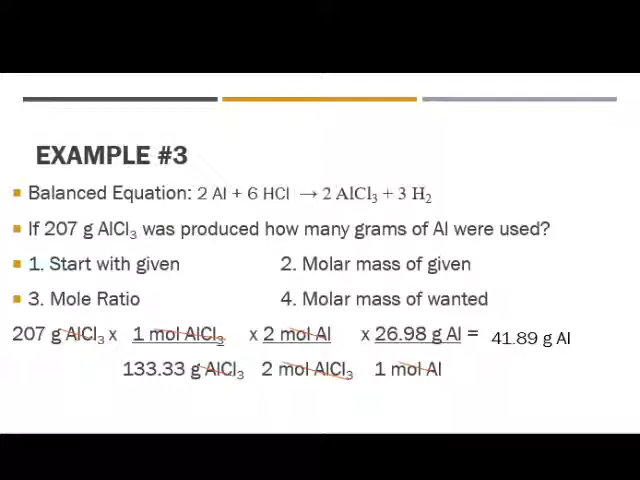 EXAMPLE #3
Balanced Equation: 2 Al + 6 HCl → 2 AlCl₃ + 3 H₂
If 207 g AlCl₃ was produced how many grams of Al were used?
1. Start with given 2. Molar mass of given
3. Mole Ratio 4. Molar mass of wanted
207 g AlCl₃ x 1 mol AlCl₃ x 2 mol Al x 26.98 g Al = 41.89 g Al
133.33 g AlCl₃ 2 mol AlCl₃ 1 mol Al